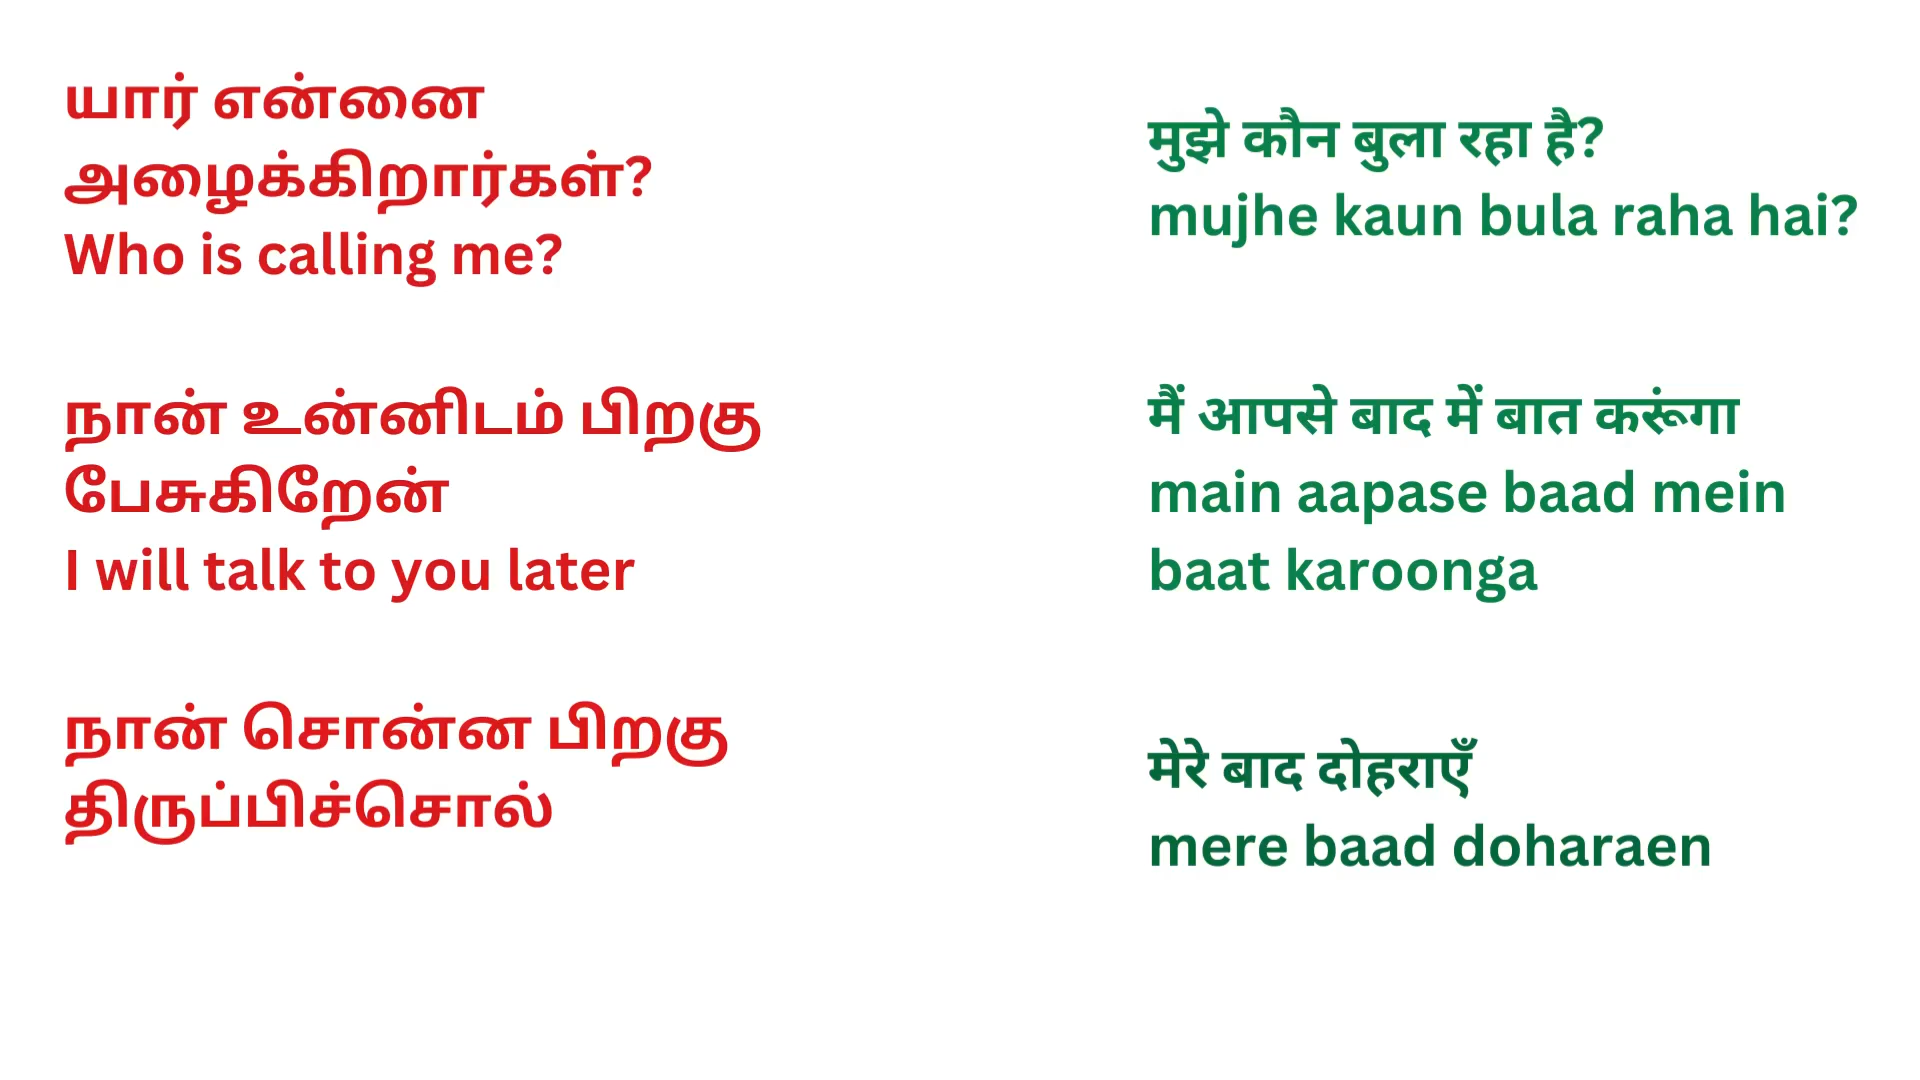 யார் என்னை
அழைக்கிறார்கள்?
Who is calling me?
நான் உன்னிடம் பிறகு
பேசுகிறேன்
I will talk to you later
நான் சொன்ன பிறகு
திருப்பிச்சொல்
मुझे कौन बुला रहा है?
mujhe kaun bula raha hai?
मैं आपसे बाद में बात करूंगा
main aapase baad mein
baat karoonga
मेरे बाद दोहराएँ
mere baad doharaen